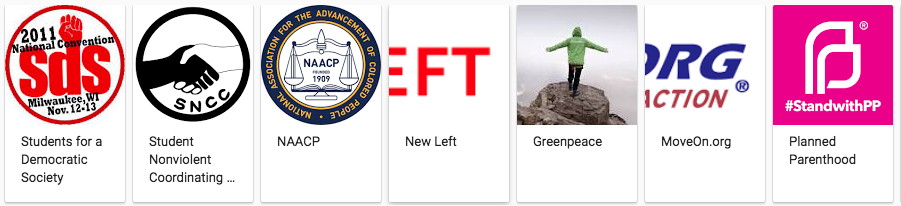 2011
National Convention
sds
Milwaukee, WI
Nov. 12-13
Students for a
Democratic
Society
SNCC
Student
Nonviolent
Coordinating ...
NATIONAL ASSOCIATION FOR THE ADVANCEMENT OF COLORED PEOPLE
NAACP
FOUNDED
1909
NAACP
EFT
New Left
Greenpeace
ORG
ACTION®
MoveOn.org
#StandwithPP
Planned
Parenthood